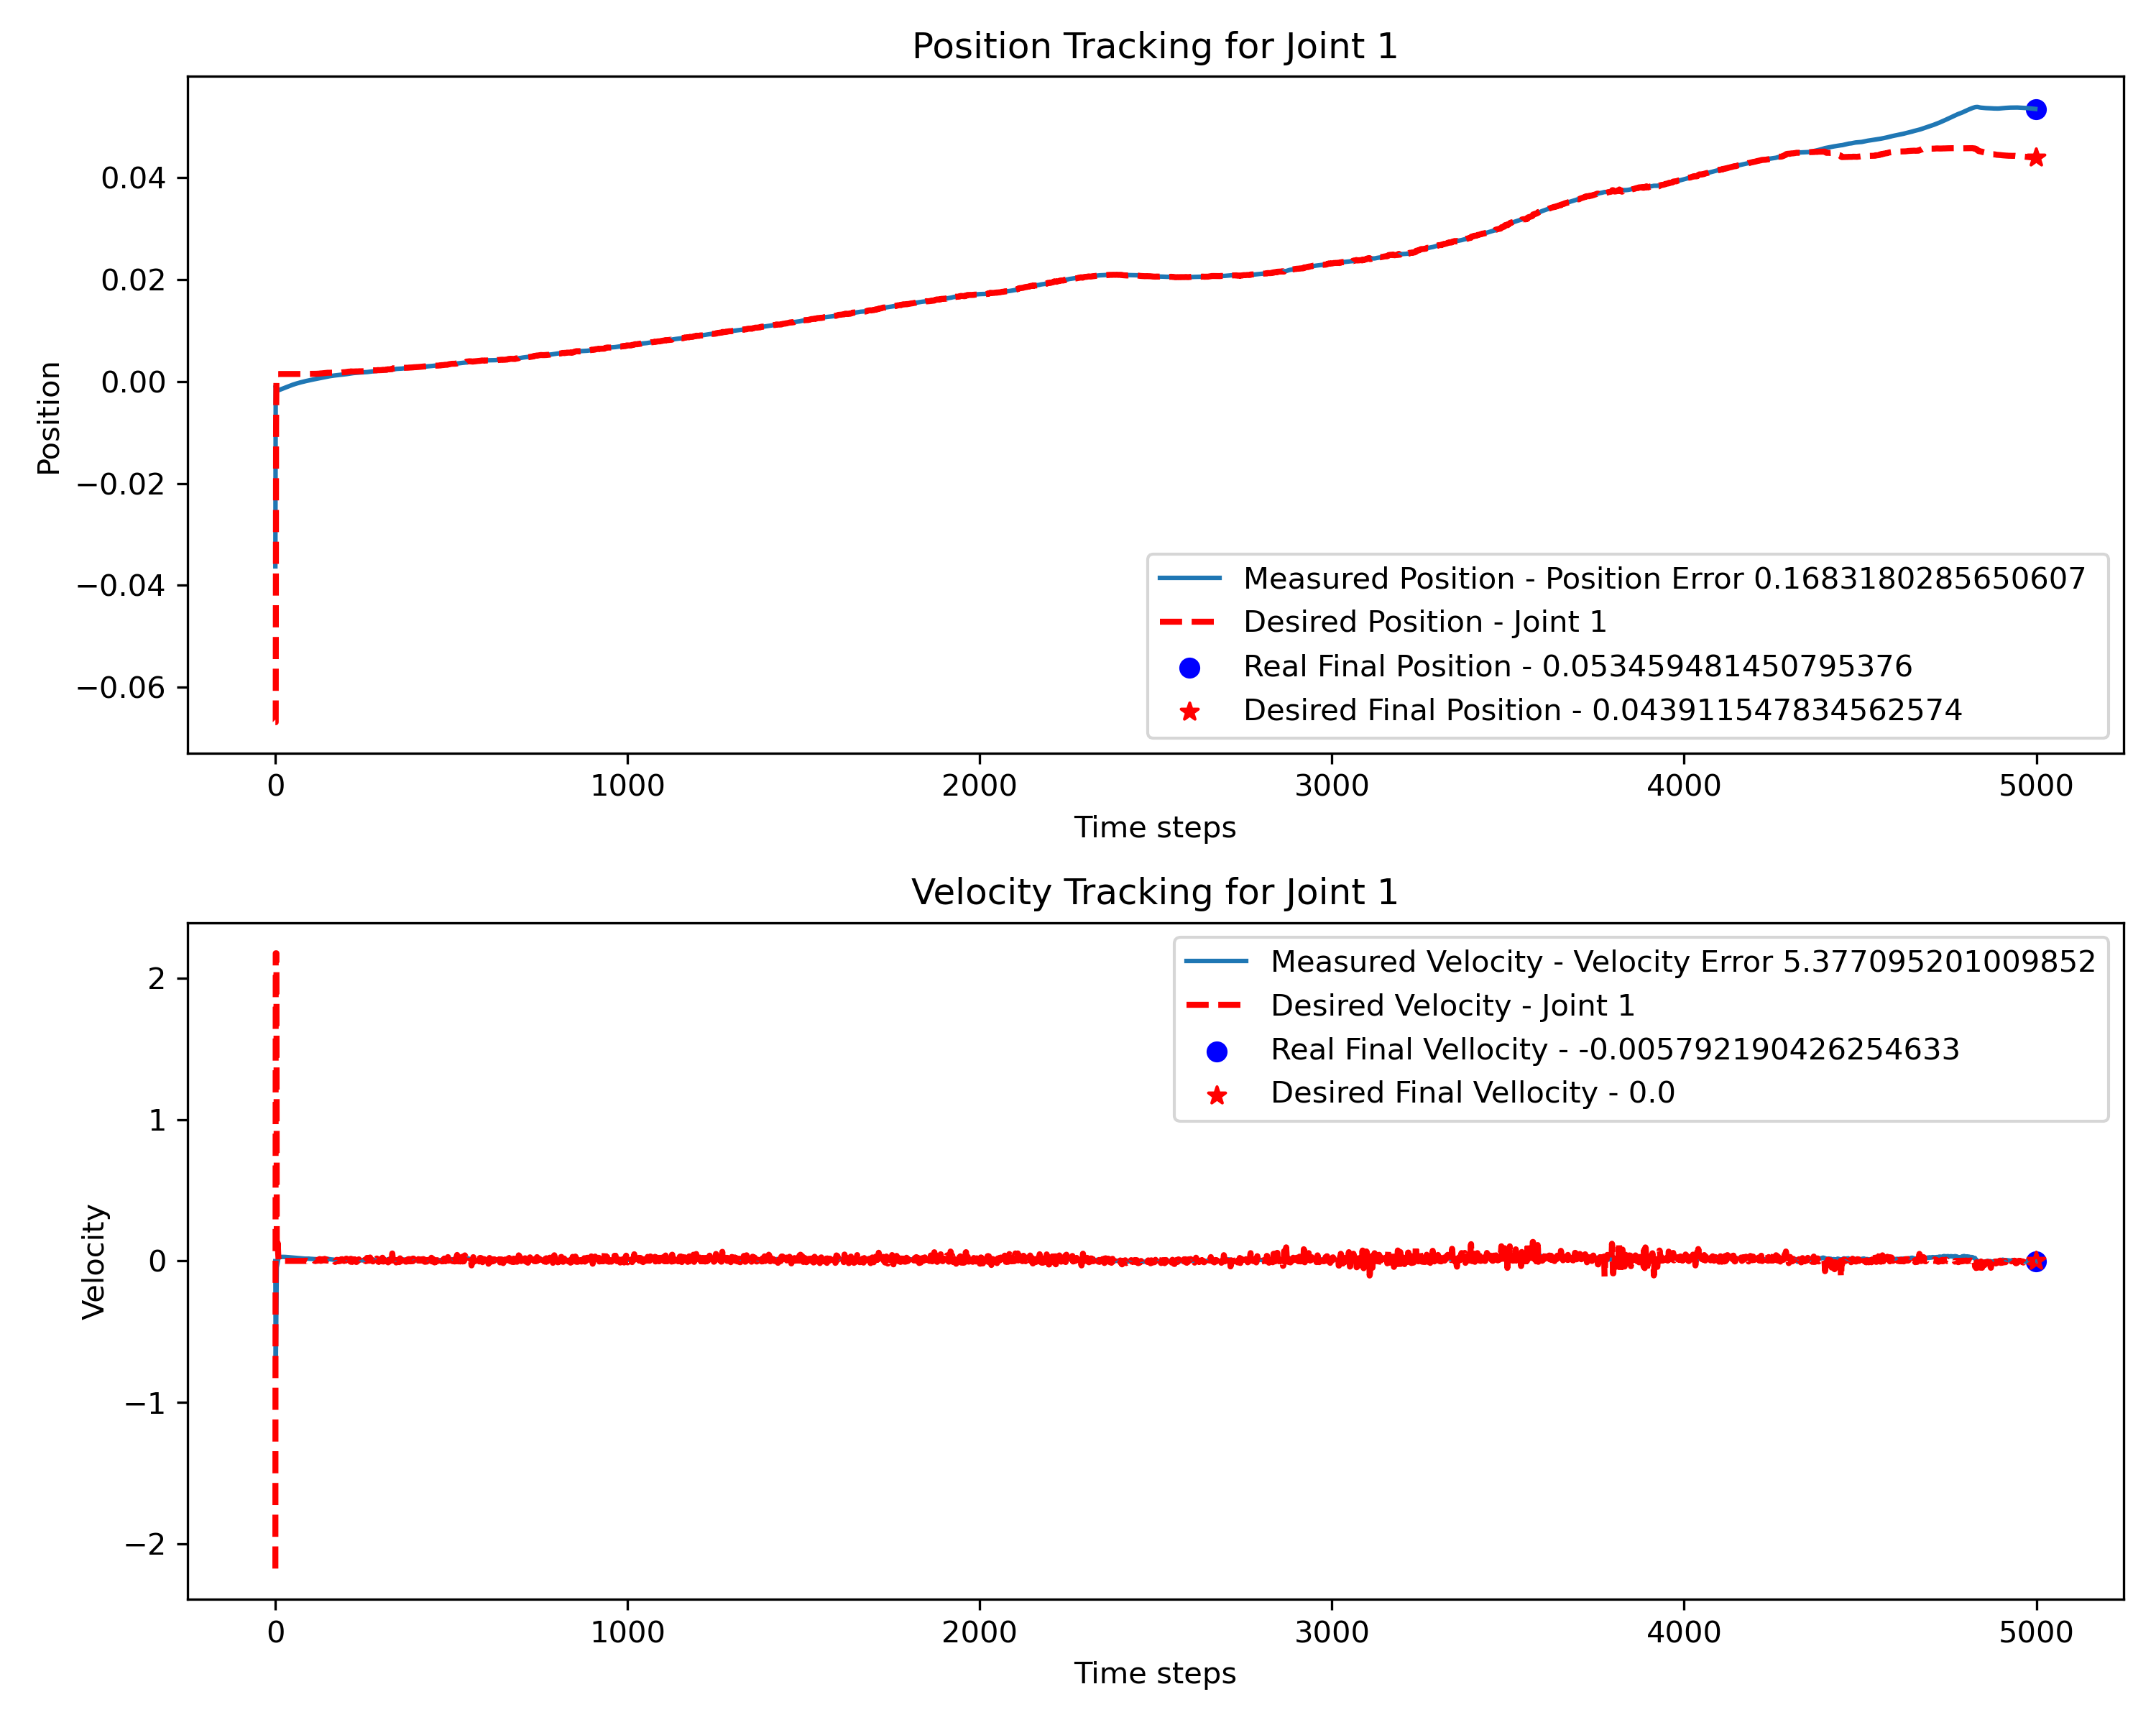 Position Tracking for Joint 1
0.04
0.02
0.00
−0.02
−0.04
−0.06
Position
Measured Position - Position Error 0.1683180285650607
Desired Position - Joint 1
Real Final Position - 0.053459481450795376
Desired Final Position - 0.043911547834562574
0 1000 2000 3000 4000 5000
Time steps
Velocity Tracking for Joint 1
2
1
0
−1
−2
Velocity
Measured Velocity - Velocity Error 5.377095201009852
Desired Velocity - Joint 1
Real Final Vellocity - -0.005792190426254633
Desired Final Vellocity - 0.0
0 1000 2000 3000 4000 5000
Time steps